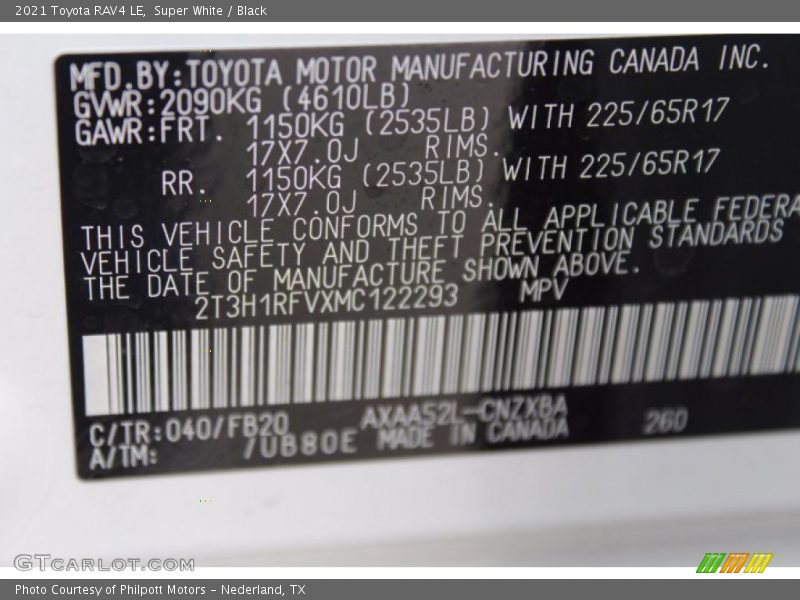 2021 Toyota RAV4 LE, Super White / Black
MFD.BY:TOYOTA MOTOR MANUFACTURING CANADA INC.
GVWR:2090KG (4610LB)
GAWR:FRT. 1150KG (2535LB) WITH 225/65R17
17X7.0J RIMS.
RR. 1150KG (2535LB) WITH 225/65R17
17X7.0J RIMS.
THIS VEHICLE CONFORMS TO ALL APPLICABLE FEDERA
VEHICLE SAFETY AND THEFT PREVENTION STANDARDS
THE DATE OF MANUFACTURE SHOWN ABOVE.
2T3H1RFVXMC122293 MPV
C/TR:040/FB20 AXAA52L-CNZXBA 260
A/TM: /UB80E MADE IN CANADA
GTCARLOT.COM
Photo Courtesy of Philpott Motors - Nederland, TX